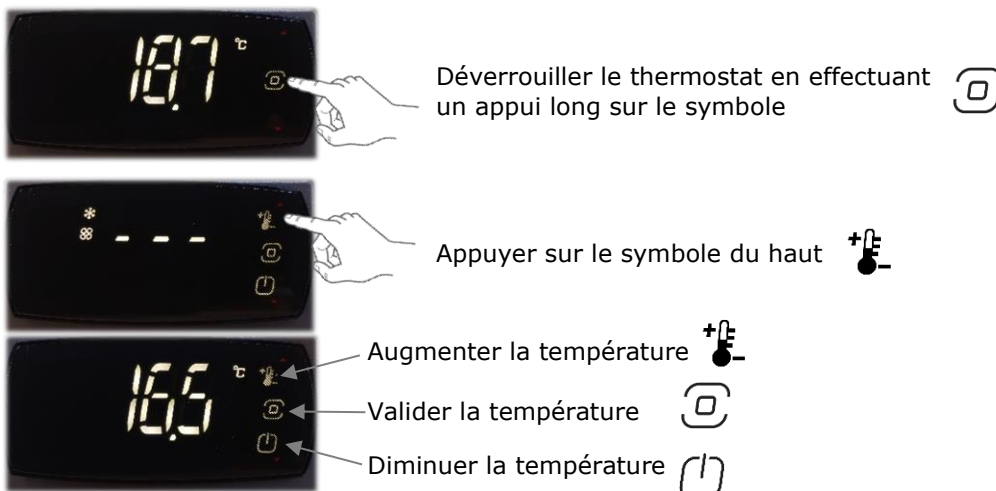 18.7 °C
Déverrouiller le thermostat en effectuant
un appui long sur le symbole
- - -
Appuyer sur le symbole du haut
16.5 °C
Augmenter la température
Valider la température
Diminuer la température